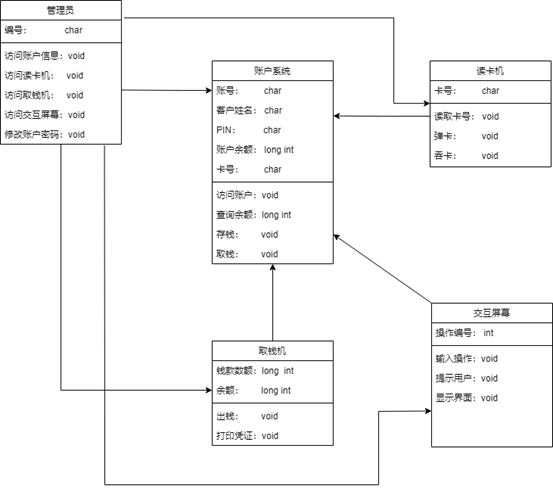 管理员
编号： char
访问账户信息：void
访问读卡机： void
访问取钱机： void
访问交互屏幕：void
修改账户密码：void
账户系统
账号： char
客户姓名：char
PIN： char
账户余额：long int
卡号： char
访问账户：void
查询余额：long int
存钱： void
取钱： void
读卡机
卡号： char
读取卡号：void
弹卡： void
吞卡： void
取钱机
钱款数额：long int
余额： long int
出钱： void
打印凭证：void
交互屏幕
操作编号： int
输入操作：void
提示用户：void
显示界面：void